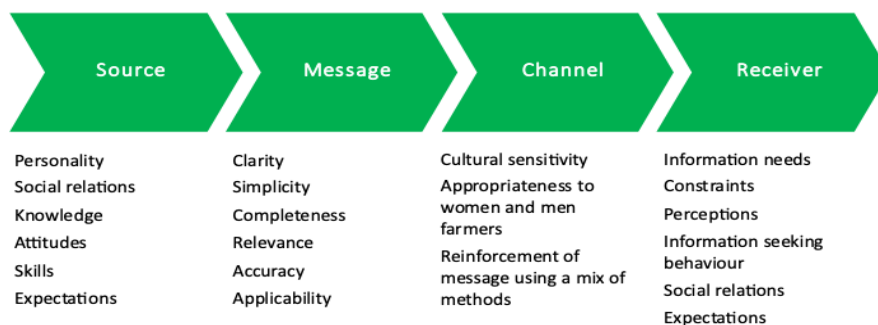 Source
Message
Channel
Receiver
Personality
Social relations
Knowledge
Attitudes
Skills
Expectations
Clarity
Simplicity
Completeness
Relevance
Accuracy
Applicability
Cultural sensitivity
Appropriateness to
women and men
farmers
Reinforcement of
message using a mix of
methods
Information needs
Constraints
Perceptions
Information seeking
behaviour
Social relations
Expectations